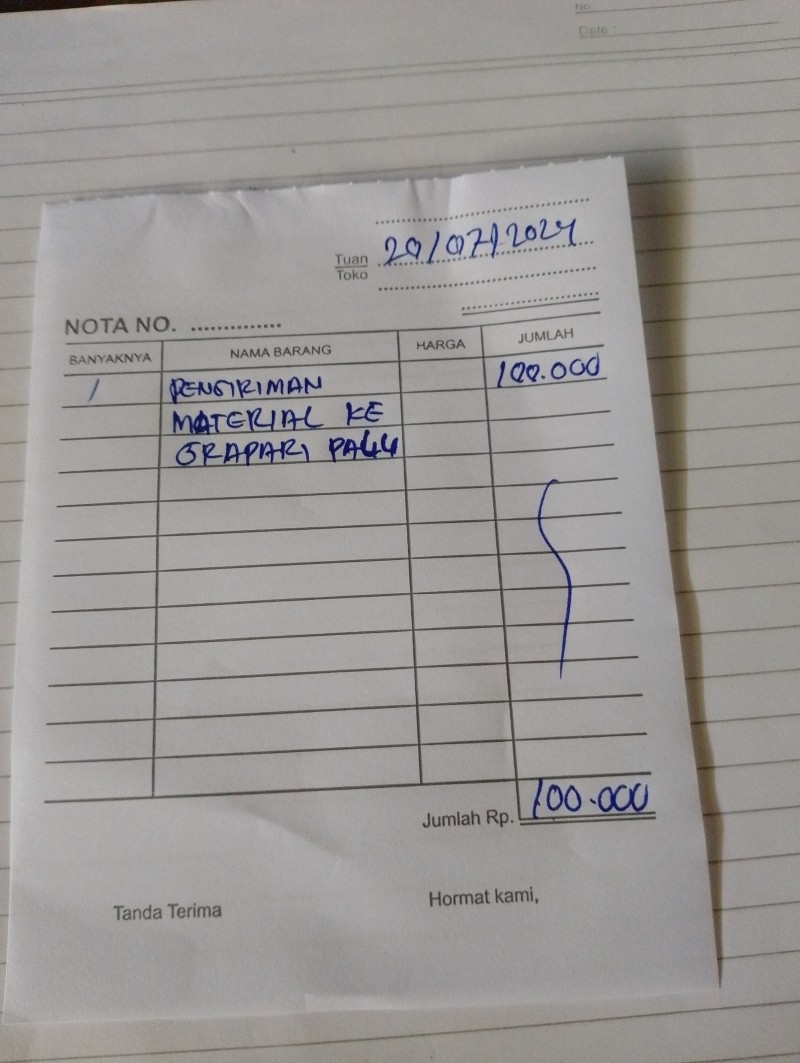 No.
Date :
Tuan
Toko
20/07/2024
NOTA NO. ..............
BANYAKNYA NAMA BARANG HARGA JUMLAH
1 PENGIRIMAN 100.000
MATERIAL KE
GRAPARI PALU
Jumlah Rp. 100.000
Tanda Terima Hormat kami,